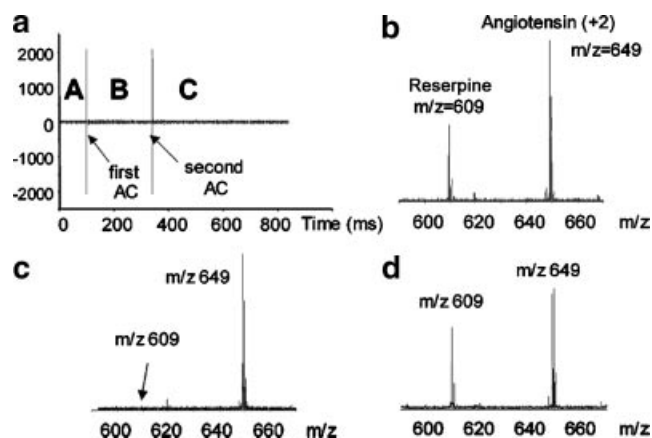 a
2000
1000
0
-1000
-2000
A B C
first AC
second AC
0 200 400 600 800 Time (ms)
b
Angiotensin (+2)
m/z=649
Reserpine
m/z=609
600 620 640 660 m/z
c
m/z 649
m/z 609
600 620 640 660 m/z
d
m/z 649
m/z 609
600 620 640 660 m/z